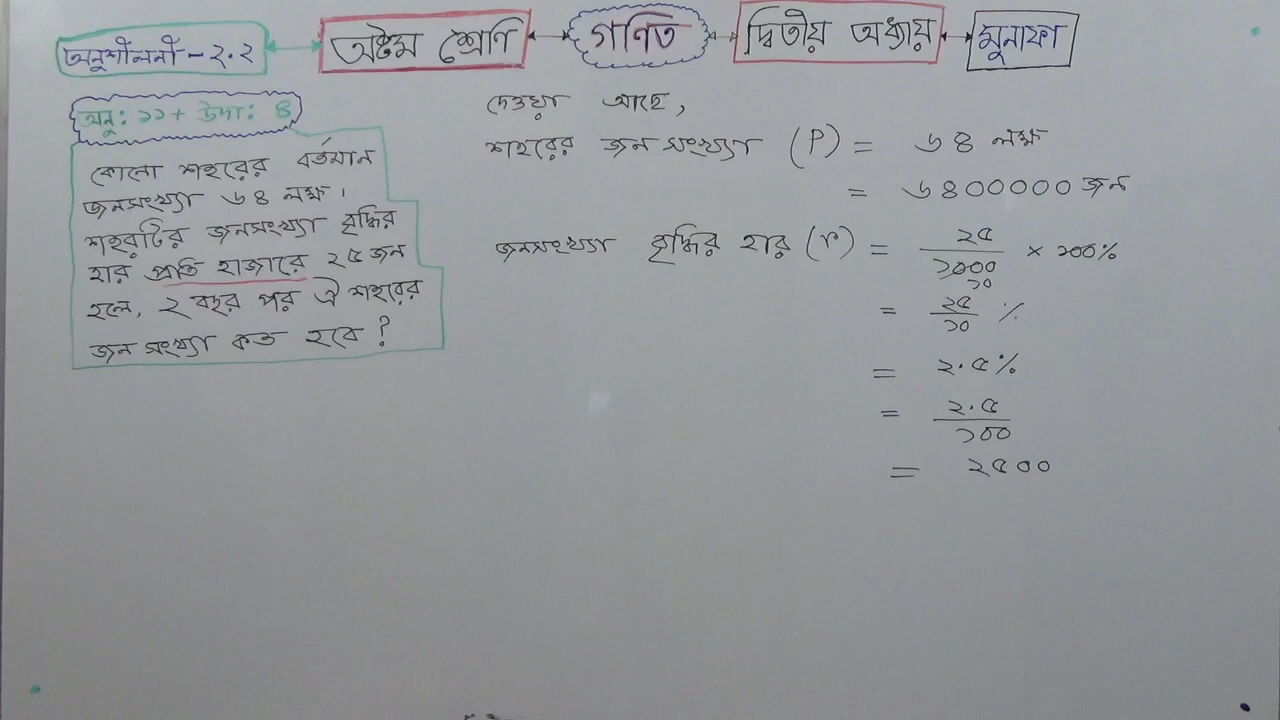 অনুশীলনী - ২.২ অষ্টম শ্রেণি গণিত দ্বিতীয় অধ্যায় মুনাফা
অনু: ১১ + উদা: ৪
কোনো শহরের বর্তমান
জনসংখ্যা ৬৪ লক্ষ।
শহরটির জনসংখ্যা বৃদ্ধির
হার প্রতি হাজারে ২৫ জন
হলে, ২ বছর পর ঐ শহরের
জনসংখ্যা কত হবে?
দেওয়া আছে,
শহরের জনসংখ্যা (P) = ৬৪ লক্ষ
= ৬৪০০০০০ জন
জনসংখ্যা বৃদ্ধির হার (r) = ২৫/১০০০ × ১০০%
১০
= ২৫/১০ %
= ২.৫%
= ২.৫/১০০
= ২৫০০